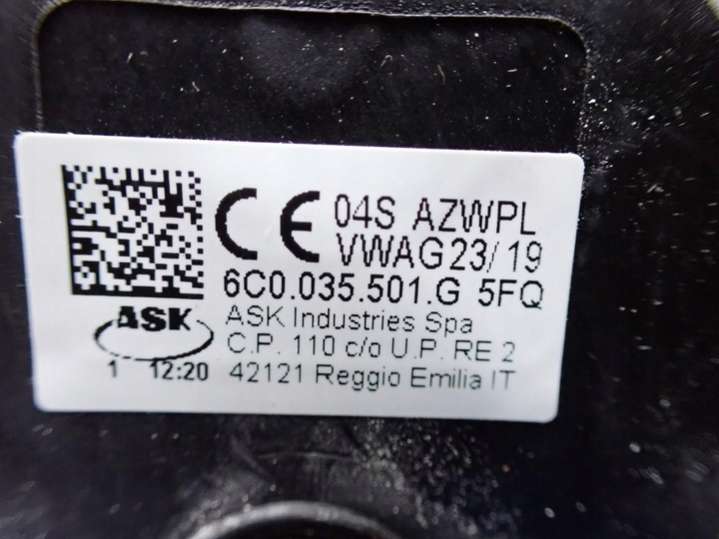 04S AZWPL
VWAG23/19
6C0.035.501.G 5FQ
ASK
ASK Industries Spa
C.P. 110 c/o U.P. RE 2
1 12:20 42121 Reggio Emilia IT